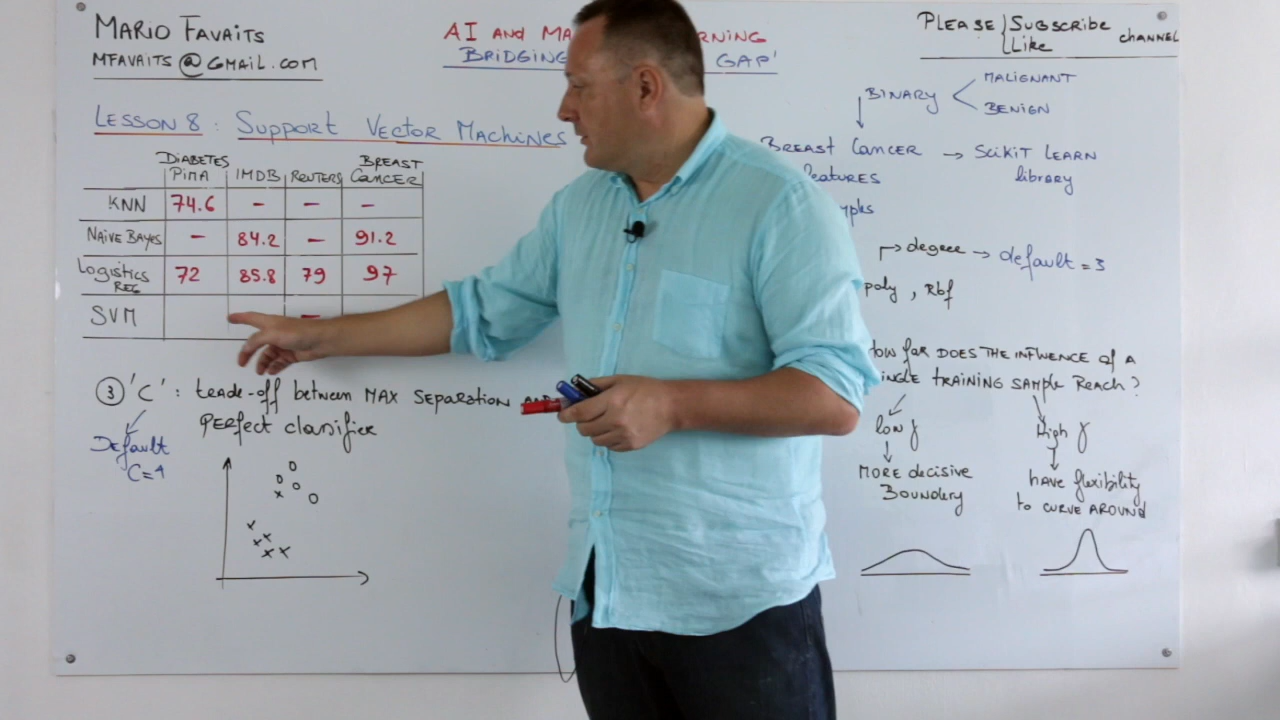 MARIO FAVAITS
MFAVAITS@GMAIL.COM
AI AND MA RNING
BRIDGING GAP'
PLEASE SUBSCRIBE
LIKE CHANNEL
LESSON 8 : SUPPORT VECTOR MACHINES
DIABETES PIMA IMDB REUTERS BREAST CANCER
KNN 74.6 - - -
NAIVE BAYES - 84.2 - 91.2
LOGISTICS REG 72 85.8 79 97
SVM -
③ 'C' : trade-off between MAX SEPARATION
PERFECT classifier
DEFAULT
C=1
BINARY
MALIGNANT
BENIGN
BREAST CANCER → SCIKIT LEARN
library
features
degree → default = 3
poly , Rbf
HOW FAR DOES THE INFLUENCE OF A
TRAINING SAMPLE REACH?
low γ
High γ
MORE decisive
BOUNDERY
have flexibility
to CURVE AROUND